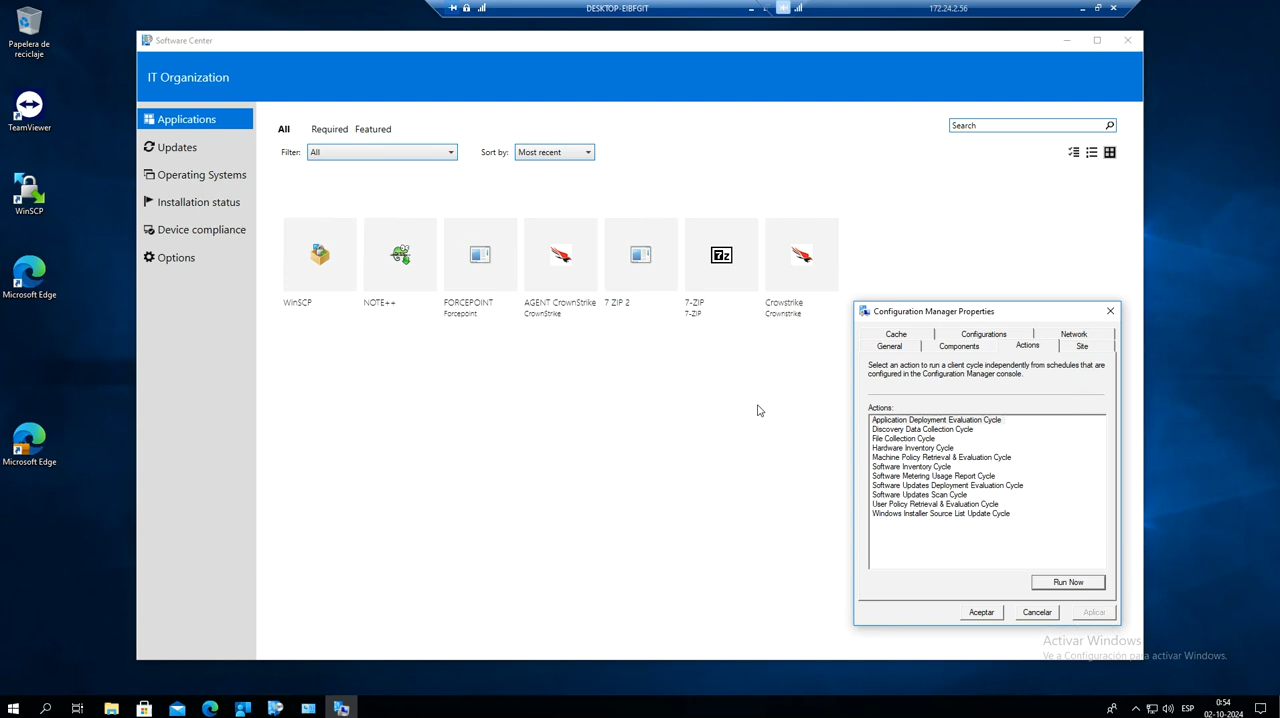 DESKTOP-EIBFGIT
172.24.2.56
Papelera de
reciclaje
TeamViewer
WinSCP
Microsoft Edge
Microsoft Edge
Software Center
IT Organization
Applications
Updates
Operating Systems
Installation status
Device compliance
Options
All Required Featured
Search
Filter: All Sort by: Most recent
WinSCP
NOTE++
FORCEPOINT
Forcepoint
AGENT CrownStrike
CrownStrike
7 ZIP 2
7z
7-ZIP
7-ZIP
Crowstrike
Crownstrike
Configuration Manager Properties
Cache Configurations Network
General Components Actions Site
Select an action to run a client cycle independently from schedules that are
configured in the Configuration Manager console.
Actions:
Application Deployment Evaluation Cycle
Discovery Data Collection Cycle
File Collection Cycle
Hardware Inventory Cycle
Machine Policy Retrieval & Evaluation Cycle
Software Inventory Cycle
Software Metering Usage Report Cycle
Software Updates Deployment Evaluation Cycle
Software Updates Scan Cycle
User Policy Retrieval & Evaluation Cycle
Windows Installer Source List Update Cycle
Run Now
Aceptar Cancelar Aplicar
Activar Windows
Ve a Configuración para activar Windows.
ESP
0:54
02-10-2024